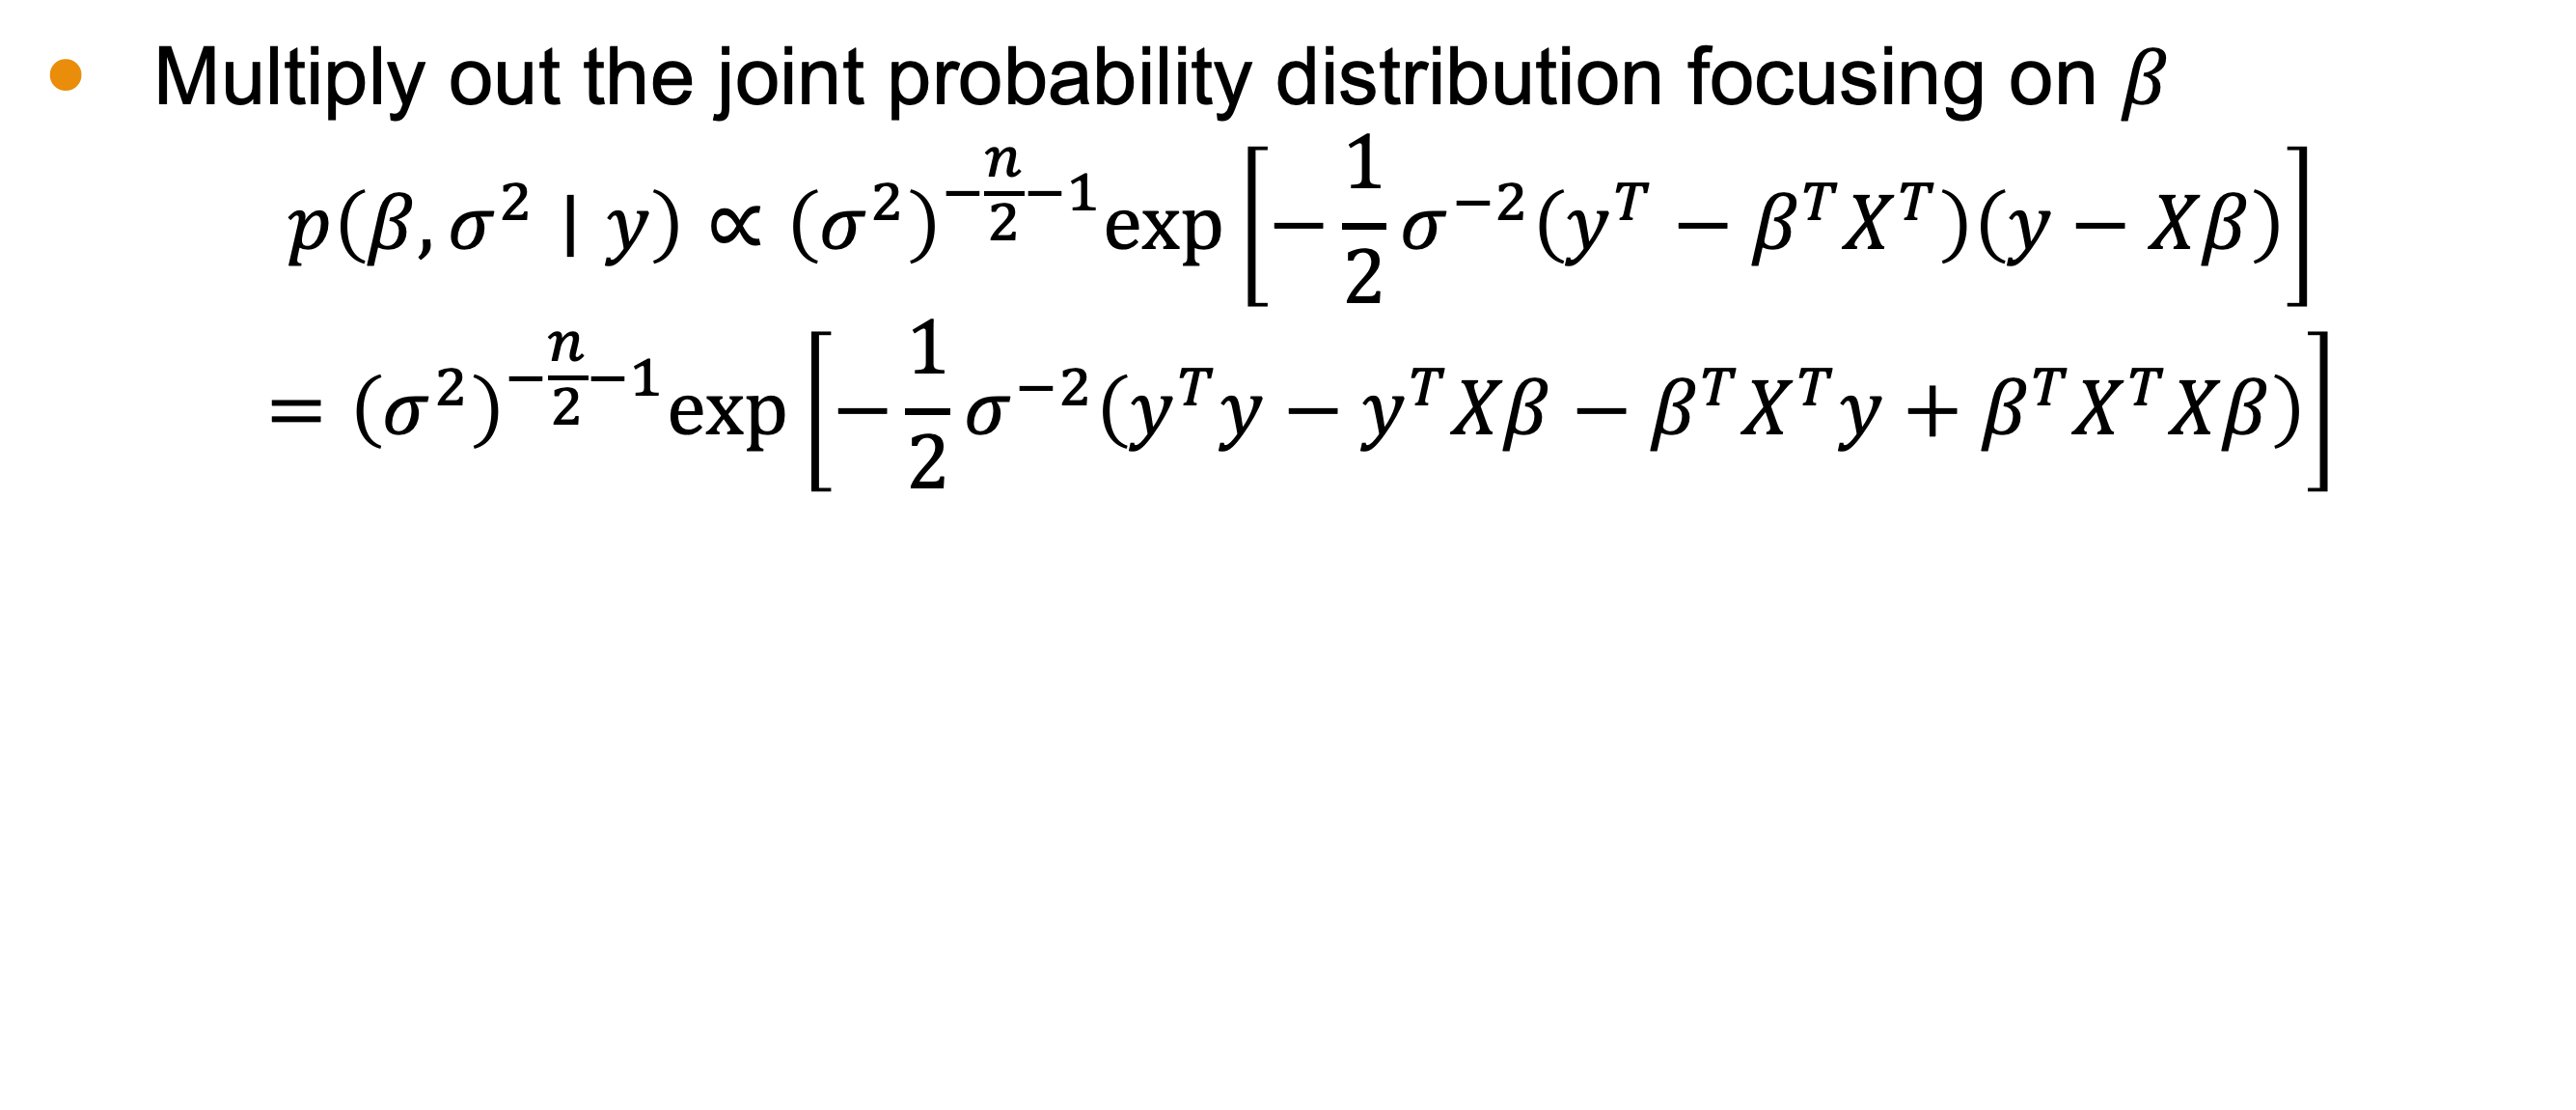 • Multiply out the joint probability distribution focusing on β
p(β, σ² | y) ∝ (σ²)^{−n/2−1} exp[−1/2 σ⁻²(yᵀ − βᵀXᵀ)(y − Xβ)]
= (σ²)^{−n/2−1} exp[−1/2 σ⁻²(yᵀy − yᵀXβ − βᵀXᵀy + βᵀXᵀXβ)]